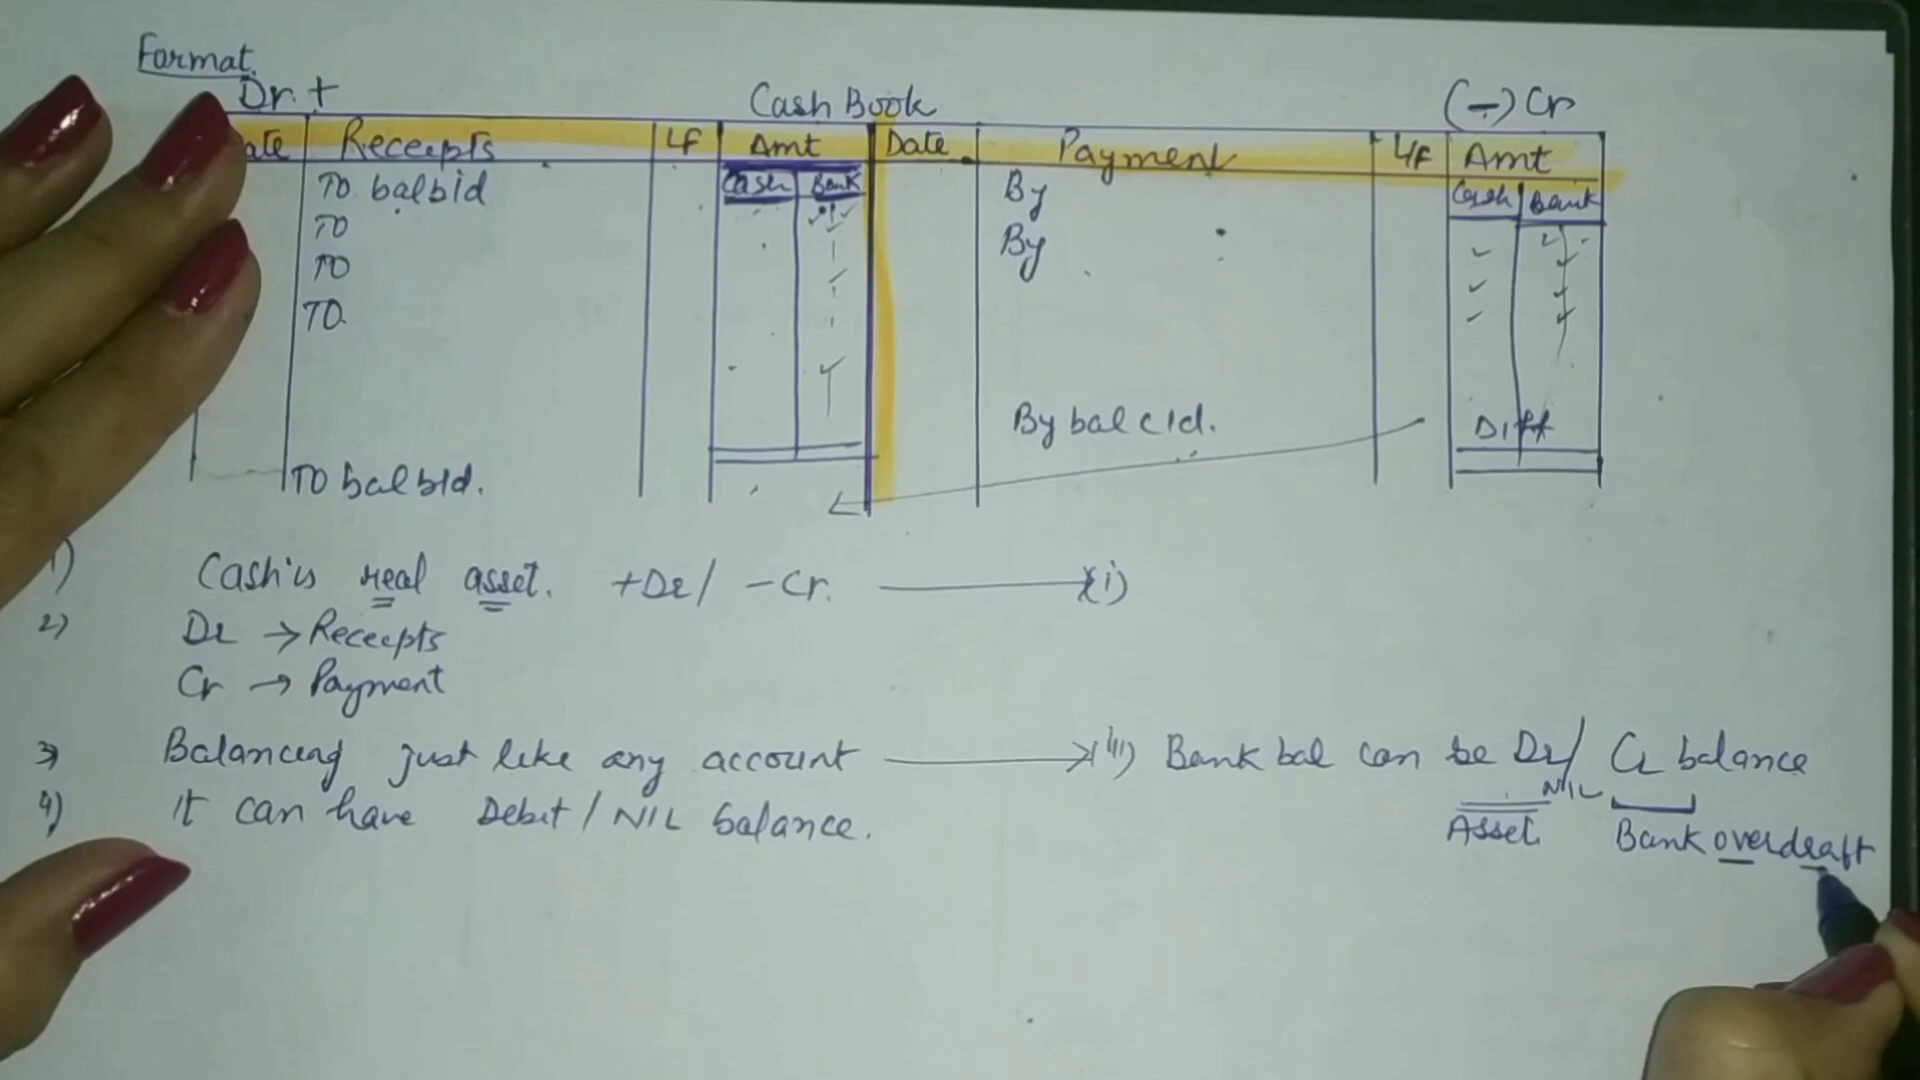 Format.
Dr. + Cash Book (-) Cr
ate Receipts LF Amt Date Payment L/F Amt
Cash Bank Cash Bank
TO bal b/d By
TO By
TO
TO.
By bal c/d. Diff
TO bal b/d.
1) Cash is real asset. +Dr/ -Cr. (i)
2) Dr → Receipts
Cr → Payment
3) Balancing just like any account → (iii) Bank bal can be Dr/ Cr balance
NIL
4) It can have Debit / NIL balance. Asset. Bank overdraft